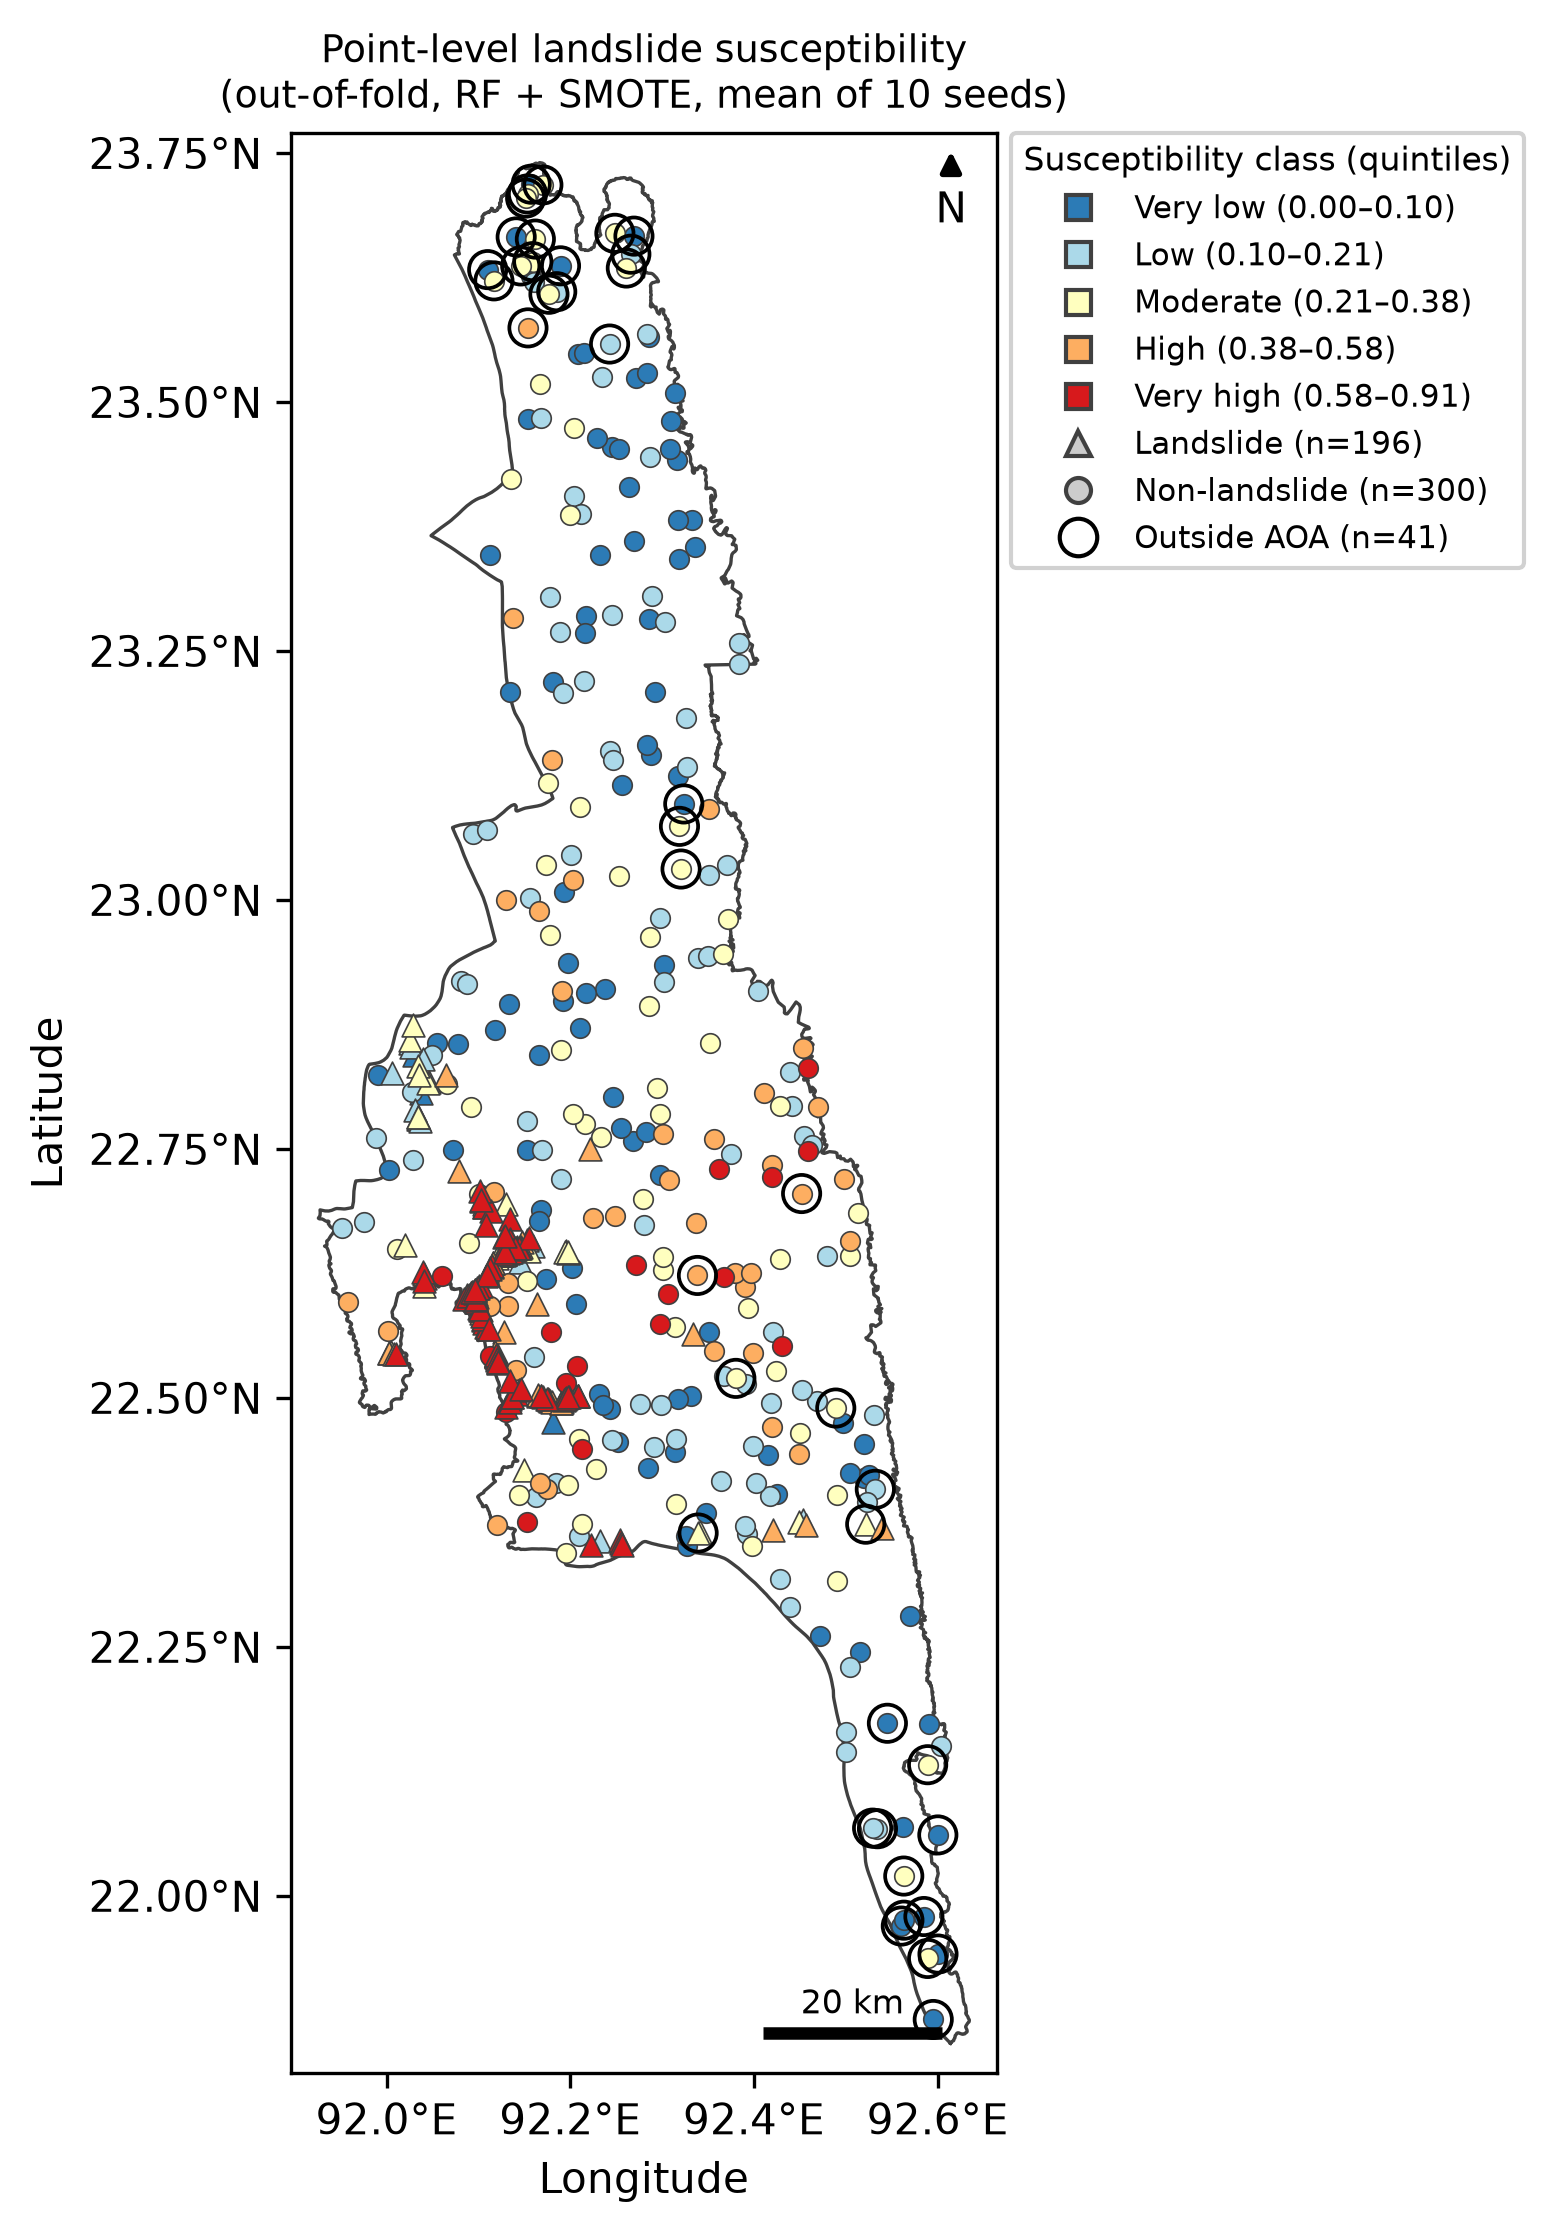 Point-level landslide susceptibility
(out-of-fold, RF + SMOTE, mean of 10 seeds)
23.75°N
23.50°N
23.25°N
23.00°N
22.75°N
22.50°N
22.25°N
22.00°N
Latitude
N
Susceptibility class (quintiles)
Very low (0.00–0.10)
Low (0.10–0.21)
Moderate (0.21–0.38)
High (0.38–0.58)
Very high (0.58–0.91)
Landslide (n=196)
Non-landslide (n=300)
Outside AOA (n=41)
20 km
92.0°E 92.2°E 92.4°E 92.6°E
Longitude